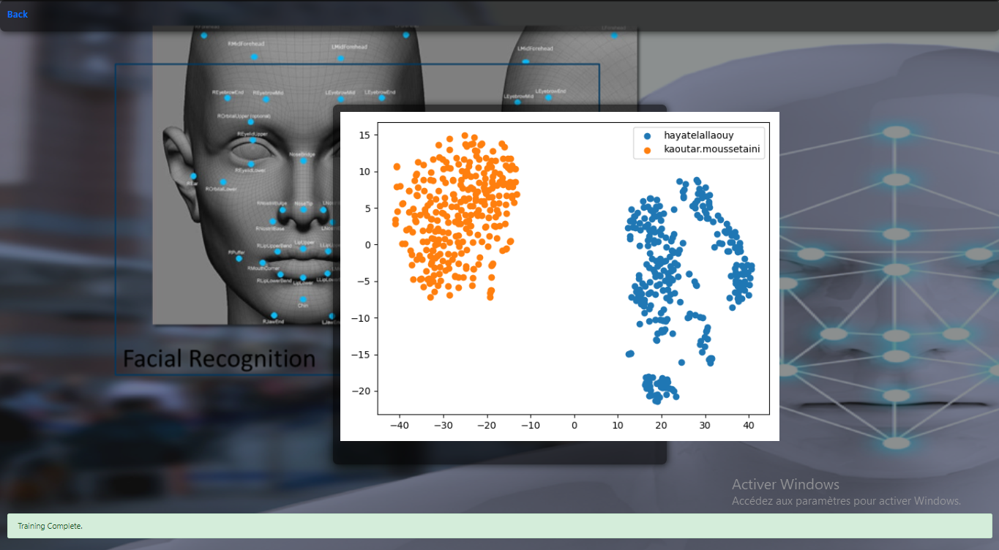 Back
RMidForehead
LMidForehead
LMidForehead
REyebrowEnd
REyebrowMid
LEyebrowMid
LEyebrowEnd
LEyebrowMid
LEyebrowEnd
ROrbitalUpper (optional)
REyelidUpper
NoseBridge
REyelidLower
REar
ROrbitalLower
NoseTip
RNostrilBase
RLipUpperBend
LipUpper
RPuffer
RMouthCorner
RLipLowerBend
LipLower
Chin
RJawEnd
Facial Recognition
hayatelallaouy
kaoutar.moussetaini
15
10
5
0
−5
−10
−15
−20
−40
−30
−20
−10
0
10
20
30
40
Activer Windows
Accédez aux paramètres pour activer Windows.
Training Complete.